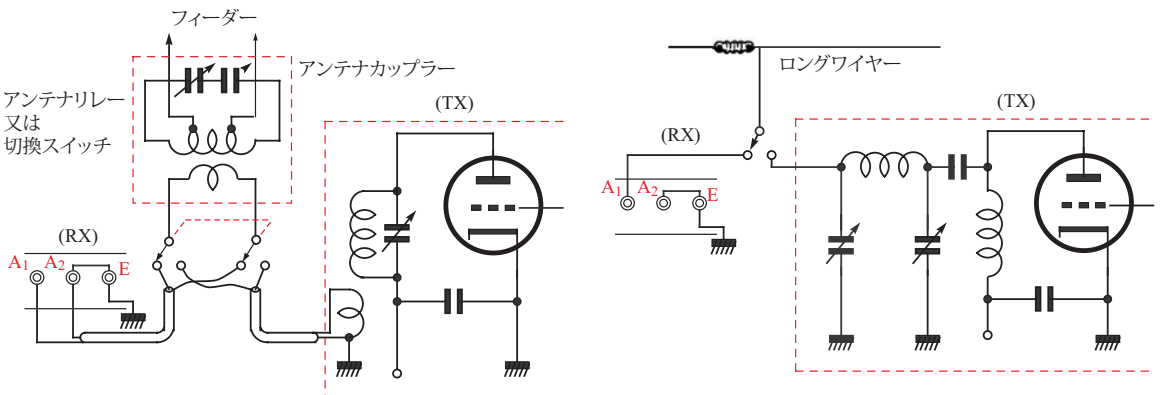 フィーダー
アンテナカップラー
アンテナリレー
又は
切換スイッチ
(TX)
(RX)
A1
A2
E
ロングワイヤー
(TX)
(RX)
A1
A2
E